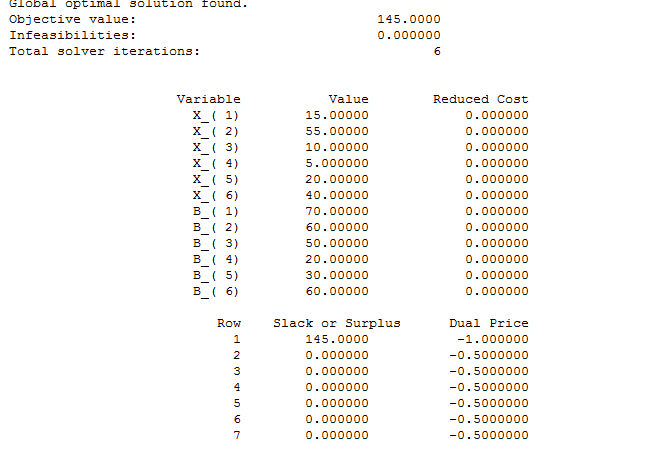 Global optimal solution found.
Objective value: 145.0000
Infeasibilities: 0.000000
Total solver iterations: 6
Variable Value Reduced Cost
X_( 1) 15.00000 0.000000
X_( 2) 55.00000 0.000000
X_( 3) 10.00000 0.000000
X_( 4) 5.000000 0.000000
X_( 5) 20.00000 0.000000
X_( 6) 40.00000 0.000000
B_( 1) 70.00000 0.000000
B_( 2) 60.00000 0.000000
B_( 3) 50.00000 0.000000
B_( 4) 20.00000 0.000000
B_( 5) 30.00000 0.000000
B_( 6) 60.00000 0.000000
Row Slack or Surplus Dual Price
1 145.0000 -1.000000
2 0.000000 -0.5000000
3 0.000000 -0.5000000
4 0.000000 -0.5000000
5 0.000000 -0.5000000
6 0.000000 -0.5000000
7 0.000000 -0.5000000